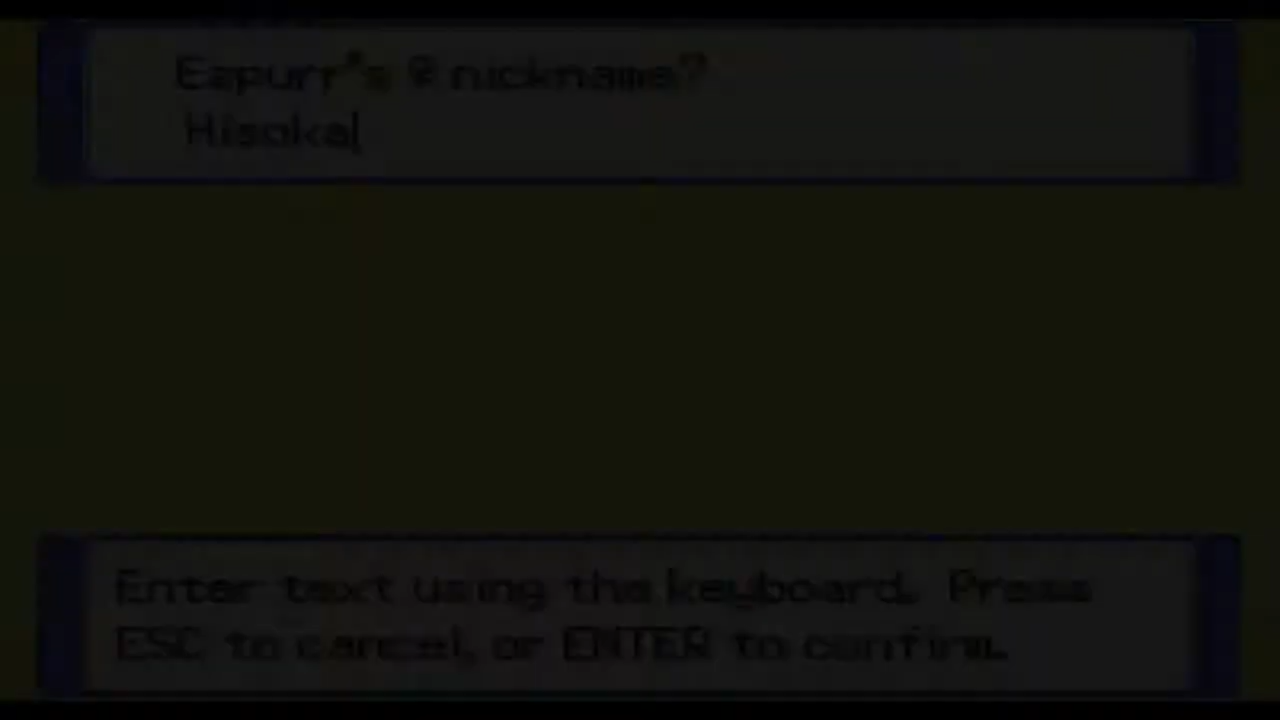 Espurr's @ nickname?
Hisoka
Enter text using the keyboard. Press
ESC to cancel, or ENTER to confirm.